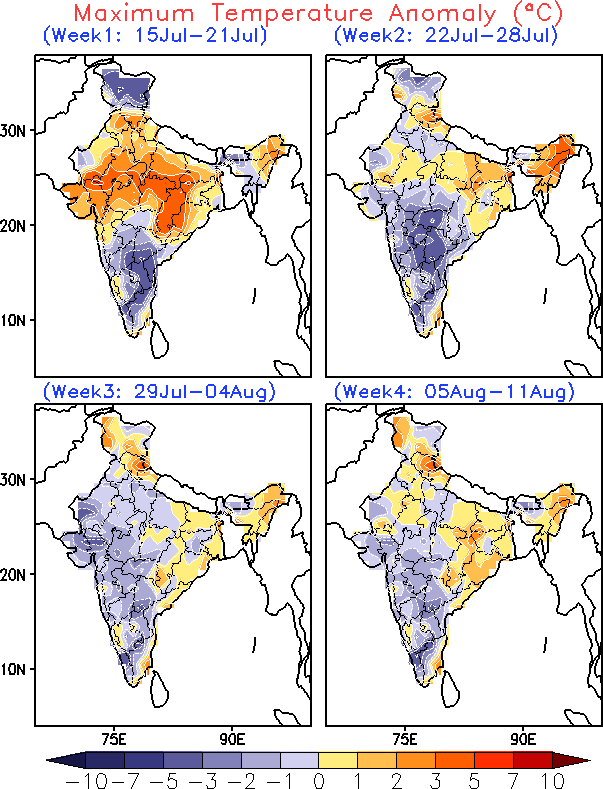 Maximum Temperature Anomaly (°C)
(Week1: 15Jul−21Jul) (Week2: 22Jul−28Jul)
30N
20N
10N
(Week3: 29Jul−04Aug) (Week4: 05Aug−11Aug)
30N
20N
10N
75E 90E 75E 90E
−10 −7 −5 −3 −2 −1 0 1 2 3 5 7 10